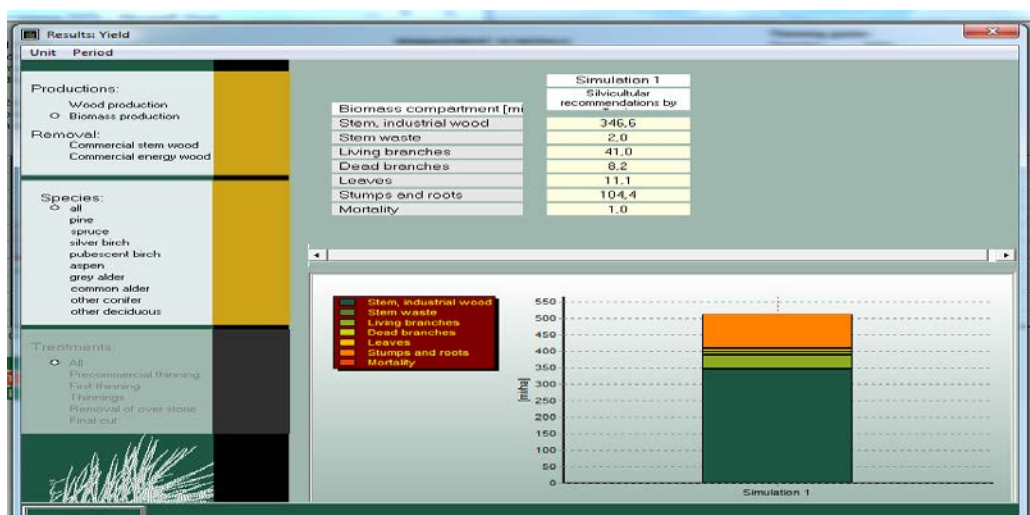 Results: Yield
Unit Period
Productions:
Wood production
Biomass production
Removal:
Commercial stem wood
Commercial energy wood
Species:
all
pine
spruce
silver birch
pubescent birch
aspen
grey alder
common alder
other conifer
other deciduous
Treatments:
All
Precommercial thinning
First thinning
Thinnings
Removal of over stone
Final cut
Simulation 1
Silvicultular
recommendations by
Biomass compartment [mi
Stem, industrial wood 346,6
Stem waste 2,0
Living branches 41,0
Dead branches 8,2
Leaves 11,1
Stumps and roots 104,4
Mortality 1,0
Stem, industrial wood
Stem waste
Living branches
Dead branches
Leaves
Stumps and roots
Mortality
550
500
450
400
350
300
250
200
150
100
50
0
Simulation 1